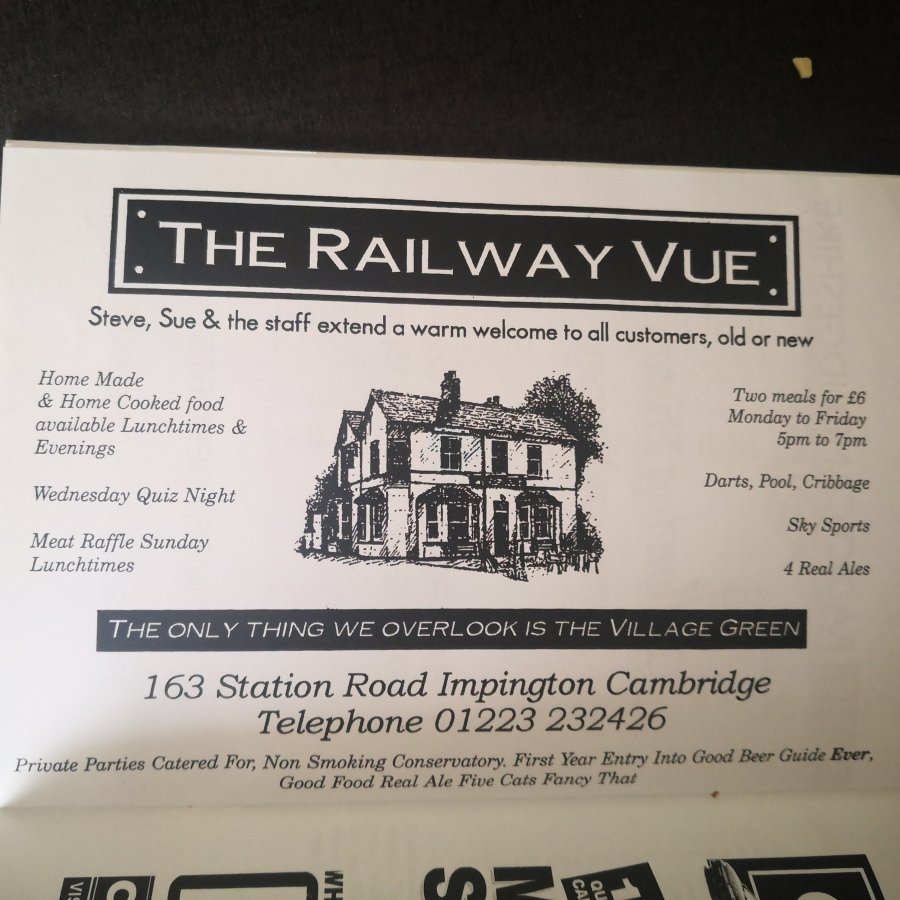 THE RAILWAY VUE
Steve, Sue & the staff extend a warm welcome to all customers, old or new
Home Made
& Home Cooked food
available Lunchtimes &
Evenings
Wednesday Quiz Night
Meat Raffle Sunday
Lunchtimes
Two meals for £6
Monday to Friday
5pm to 7pm
Darts, Pool, Cribbage
Sky Sports
4 Real Ales
THE ONLY THING WE OVERLOOK IS THE VILLAGE GREEN
163 Station Road Impington Cambridge
Telephone 01223 232426
Private Parties Catered For, Non Smoking Conservatory. First Year Entry Into Good Beer Guide Ever,
Good Food Real Ale Five Cats Fancy That